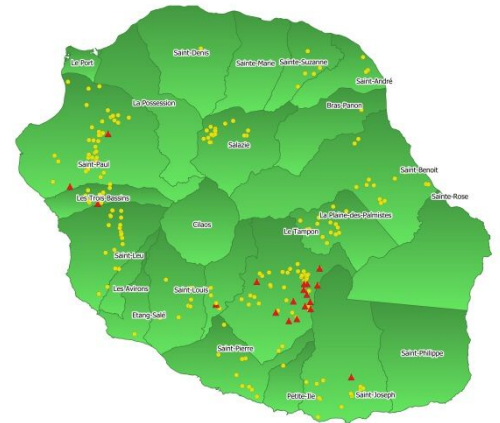 Saint-Denis
Le Port
Sainte-Marie
Sainte-Suzanne
Saint-André
La Possession
Bras Panon
Salazie
Saint-Paul
Saint-Benoit
Les Trois-Bassins
Sainte-Rose
La Plaine-des-Palmistes
Cilaos
Le Tampon
Saint-Leu
Les Avirons
Saint-Louis
Etang-Salé
Saint-Pierre
Saint-Philippe
Petite-Ile
Saint-Joseph